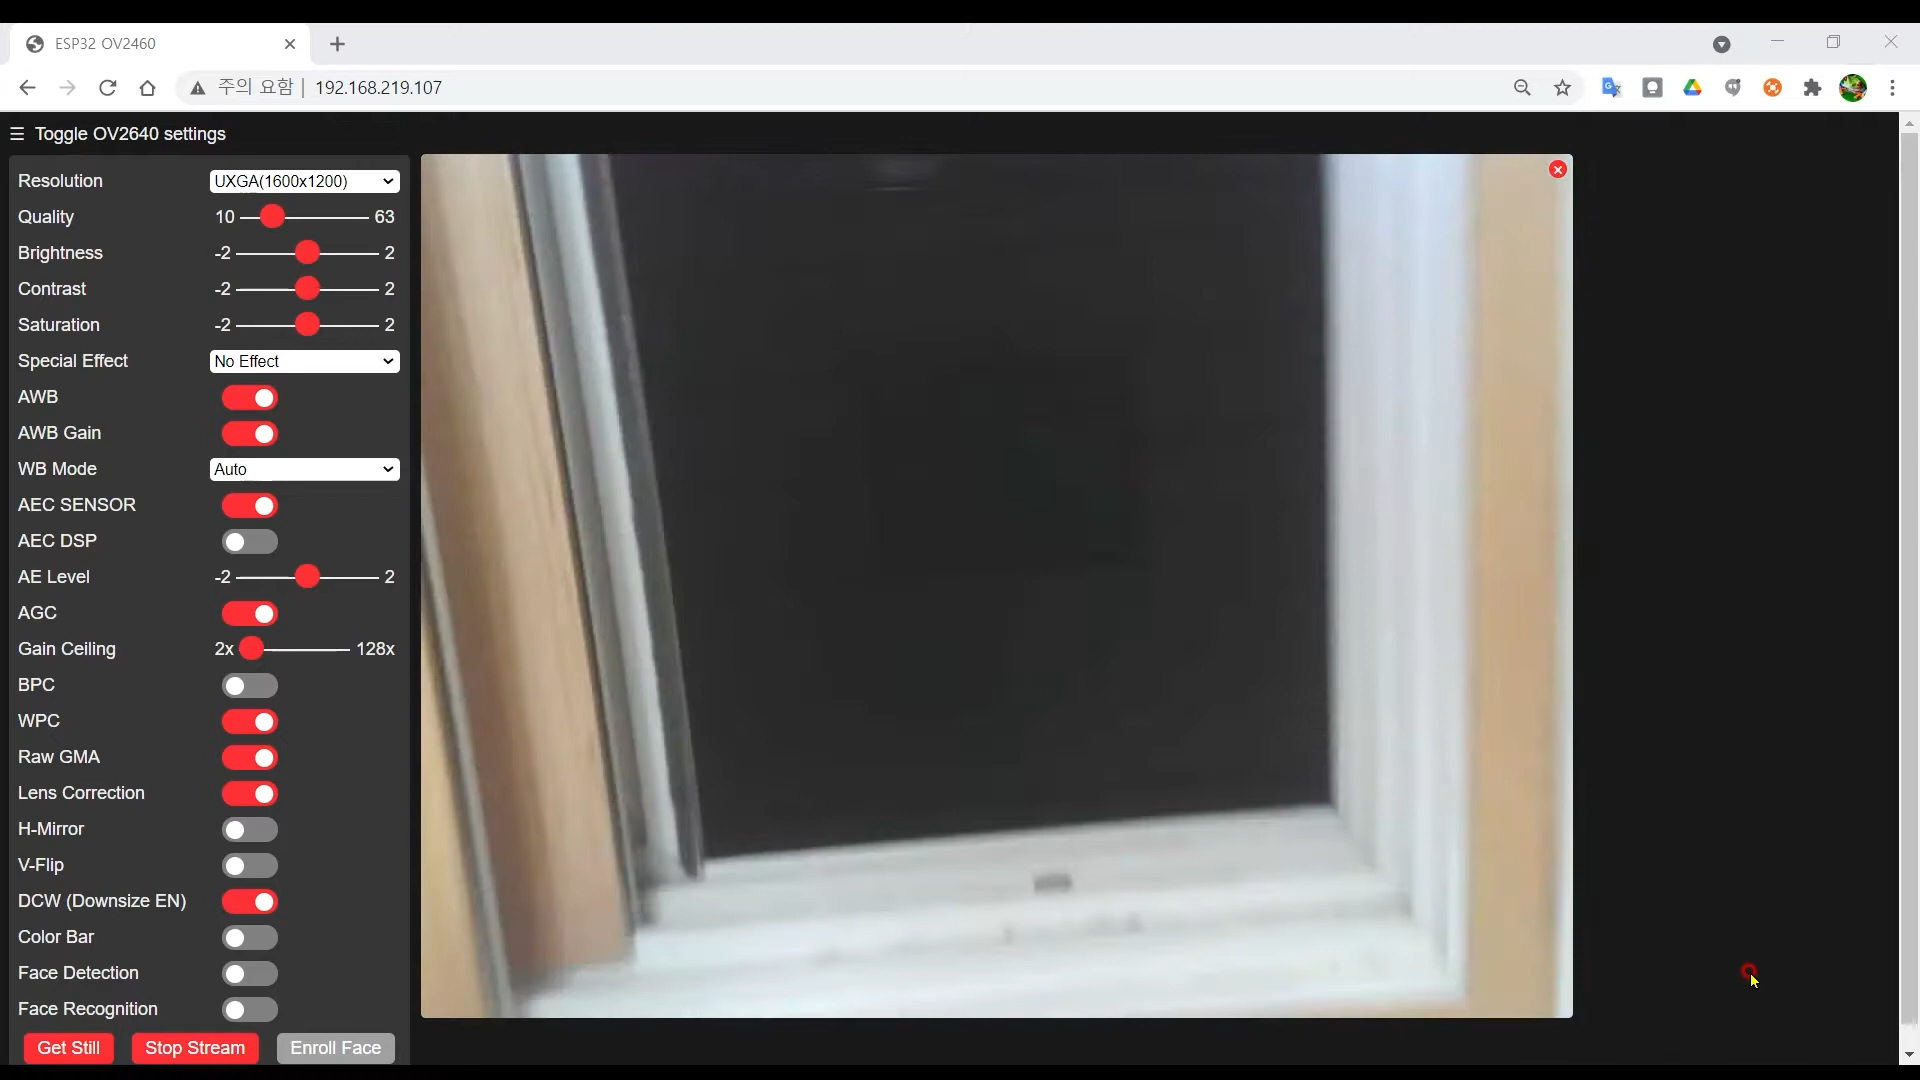 ESP32 OV2460
주의 요함 | 192.168.219.107
Toggle OV2640 settings
Resolution UXGA(1600x1200)
Quality 10 63
Brightness -2 2
Contrast -2 2
Saturation -2 2
Special Effect No Effect
AWB
AWB Gain
WB Mode Auto
AEC SENSOR
AEC DSP
AE Level -2 2
AGC
Gain Ceiling 2x 128x
BPC
WPC
Raw GMA
Lens Correction
H-Mirror
V-Flip
DCW (Downsize EN)
Color Bar
Face Detection
Face Recognition
Get Still Stop Stream Enroll Face